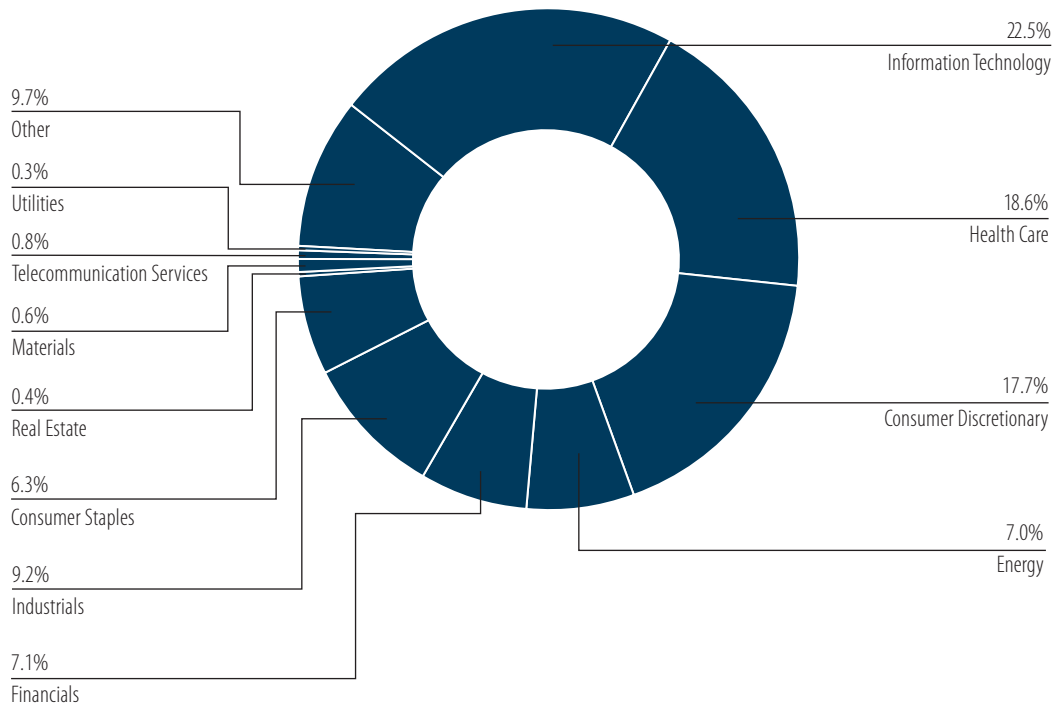 22.5%
Information Technology
9.7%
Other
0.3%
Utilities
18.6%
Health Care
0.8%
Telecommunication Services
0.6%
Materials
0.4%
Real Estate
17.7%
Consumer Discretionary
6.3%
Consumer Staples
7.0%
Energy
9.2%
Industrials
7.1%
Financials